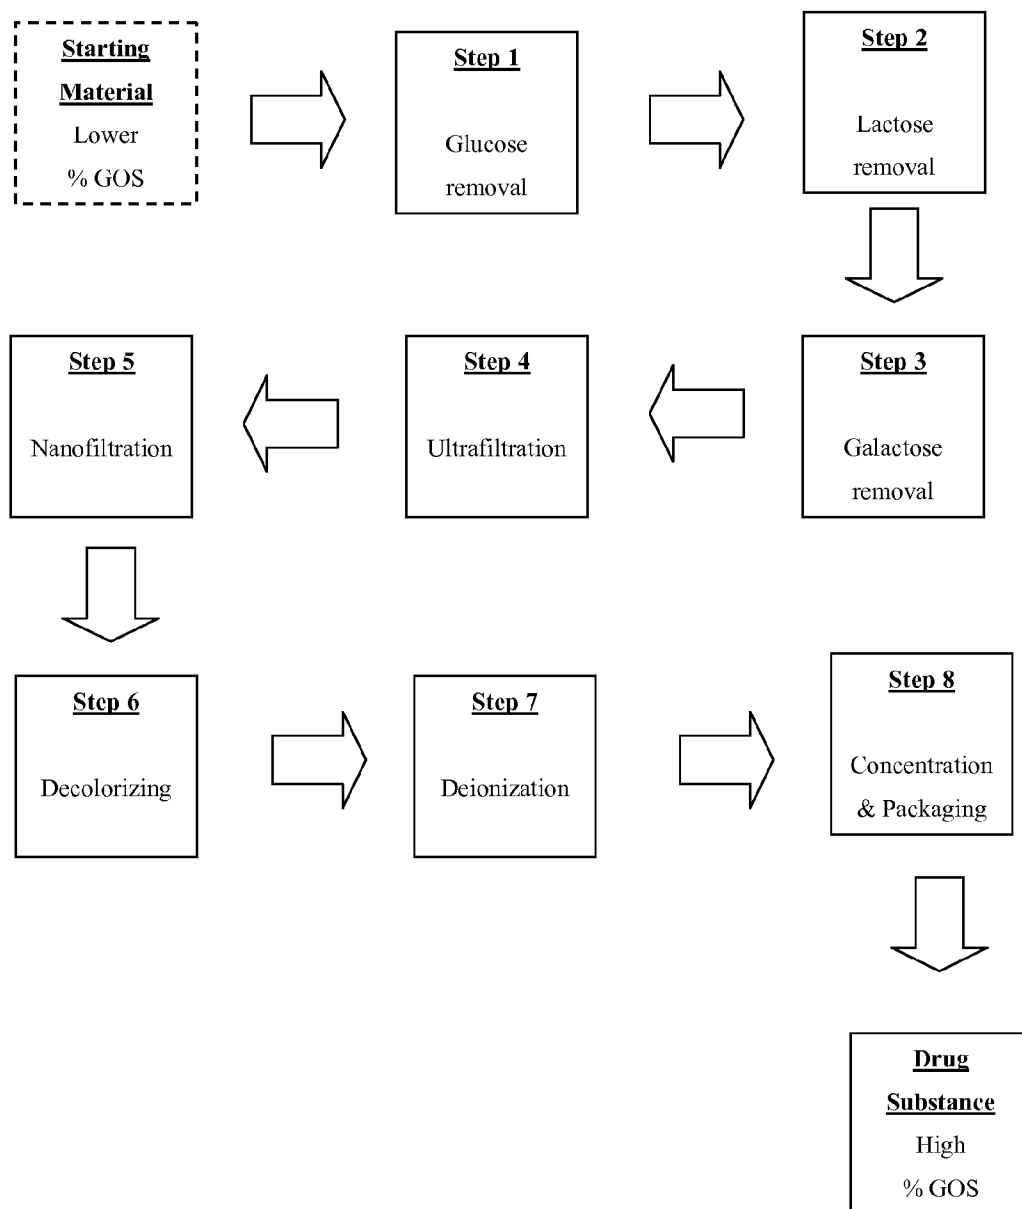 Starting
Material
Lower
% GOS
Step 1
Glucose
removal
Step 2
Lactose
removal
Step 3
Galactose
removal
Step 4
Ultrafiltration
Step 5
Nanofiltration
Step 6
Decolorizing
Step 7
Deionization
Step 8
Concentration
& Packaging
Drug
Substance
High
% GOS